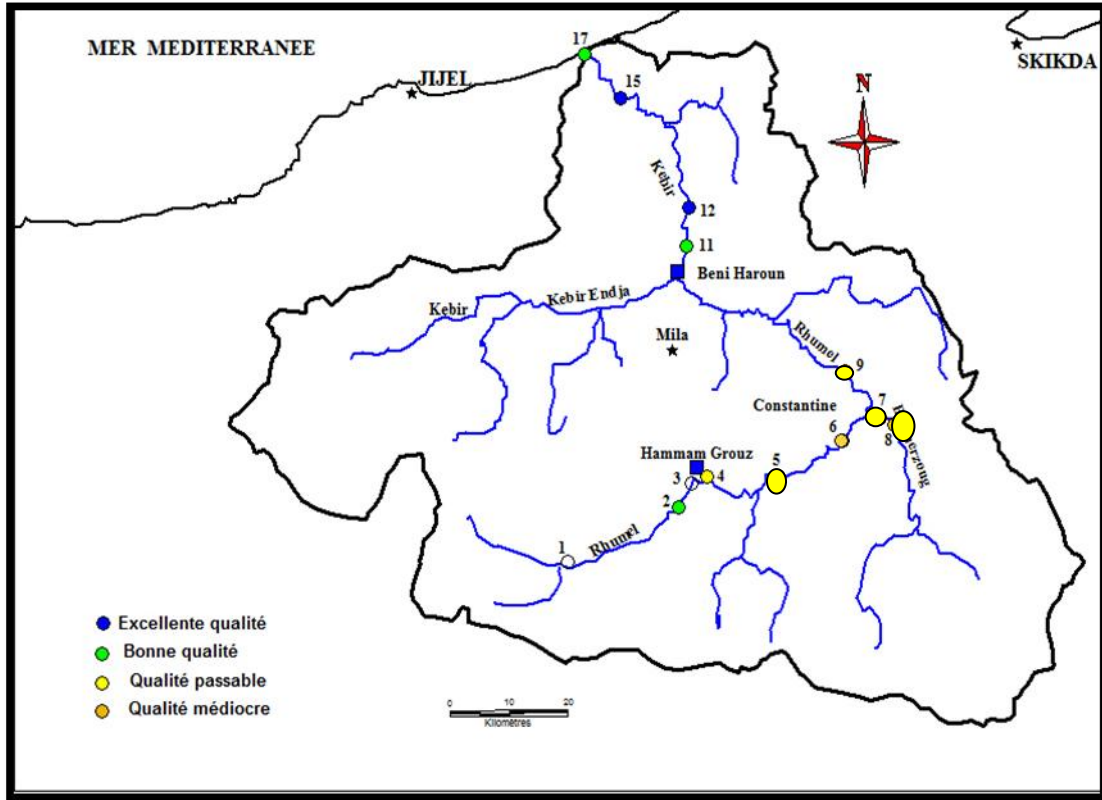 MER MEDITERRANEE
17
SKIKDA
JIJEL
15
N
Kebir
12
11
Beni Haroun
Kebir Endja
Kebir
Mila
Rhumel
9
Constantine
7
6
8
erzoug
Hammam Grouz
5
3
4
2
1
Rhumel
Excellente qualité
Bonne qualité
Qualité passable
Qualité médiocre
0 10 20
Kilomètres